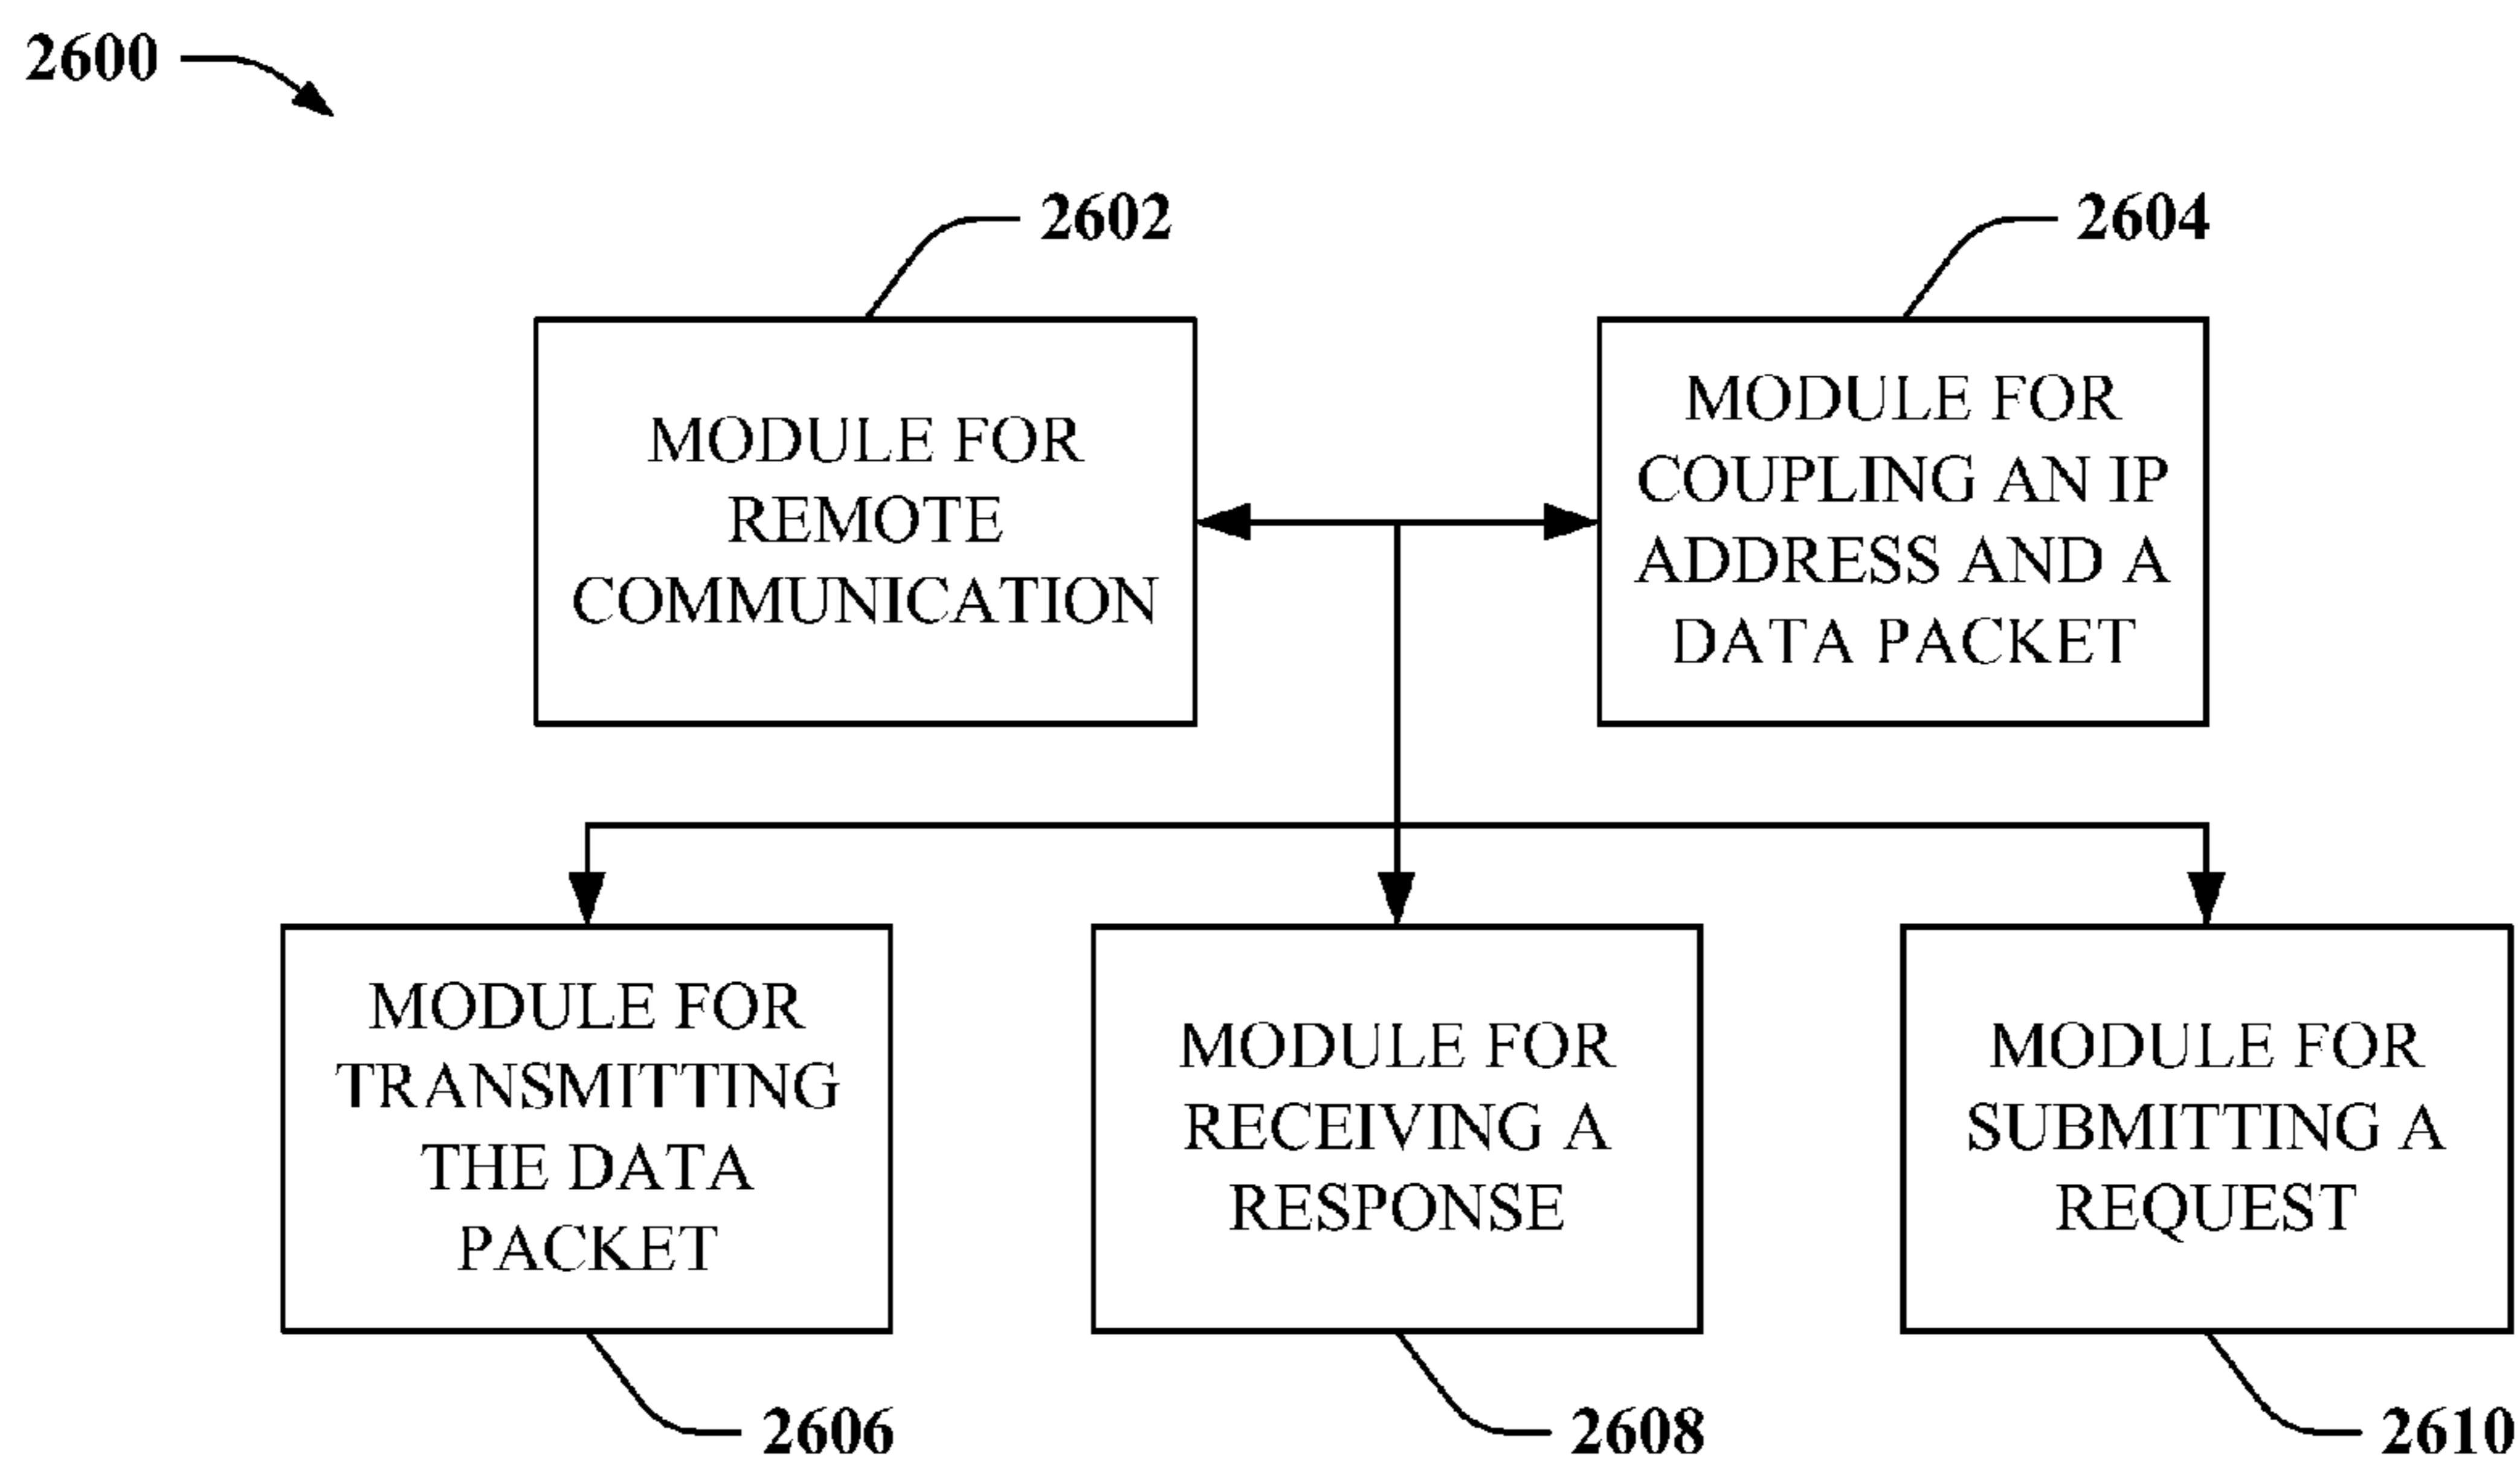 2600
2602
2604
MODULE FOR
REMOTE
COMMUNICATION
MODULE FOR
COUPLING AN IP
ADDRESS AND A
DATA PACKET
MODULE FOR
TRANSMITTING
THE DATA
PACKET
MODULE FOR
RECEIVING A
RESPONSE
MODULE FOR
SUBMITTING A
REQUEST
2606
2608
2610